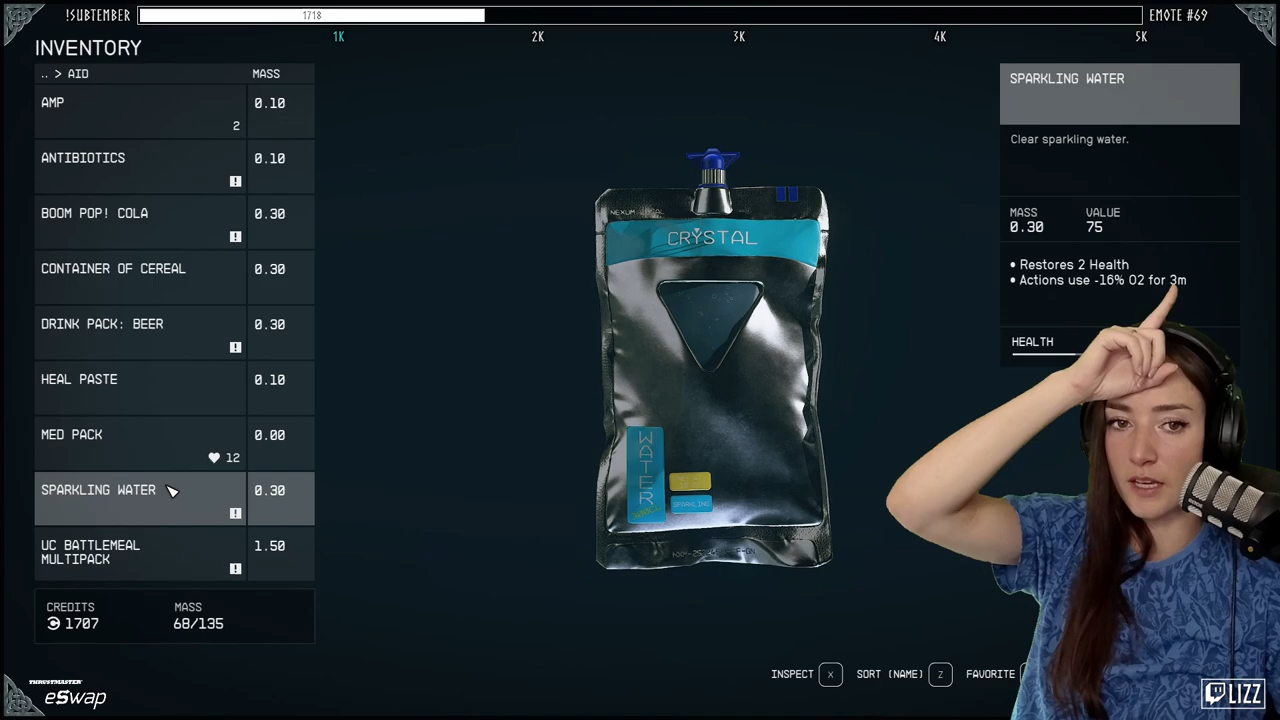 !SUBTEMBER
1718
EMOTE #69
1K
2K
3K
4K
5K
INVENTORY
.. > AID
MASS
AMP
0.10
2
ANTIBIOTICS
0.10
!
BOOM POP! COLA
0.30
!
CONTAINER OF CEREAL
0.30
DRINK PACK: BEER
0.30
!
HEAL PASTE
0.10
MED PACK
0.00
12
SPARKLING WATER
0.30
!
UC BATTLEMEAL
MULTIPACK
1.50
!
CREDITS
1707
MASS
68/135
CRYSTAL
WATER
SPARKLING
SPARKLING WATER
Clear sparkling water.
MASS
0.30
VALUE
75
• Restores 2 Health
• Actions use -16% O2 for 3m
HEALTH
INSPECT X
SORT (NAME) Z
FAVORITE
THRUSTMASTER
eSwap
LIZZ